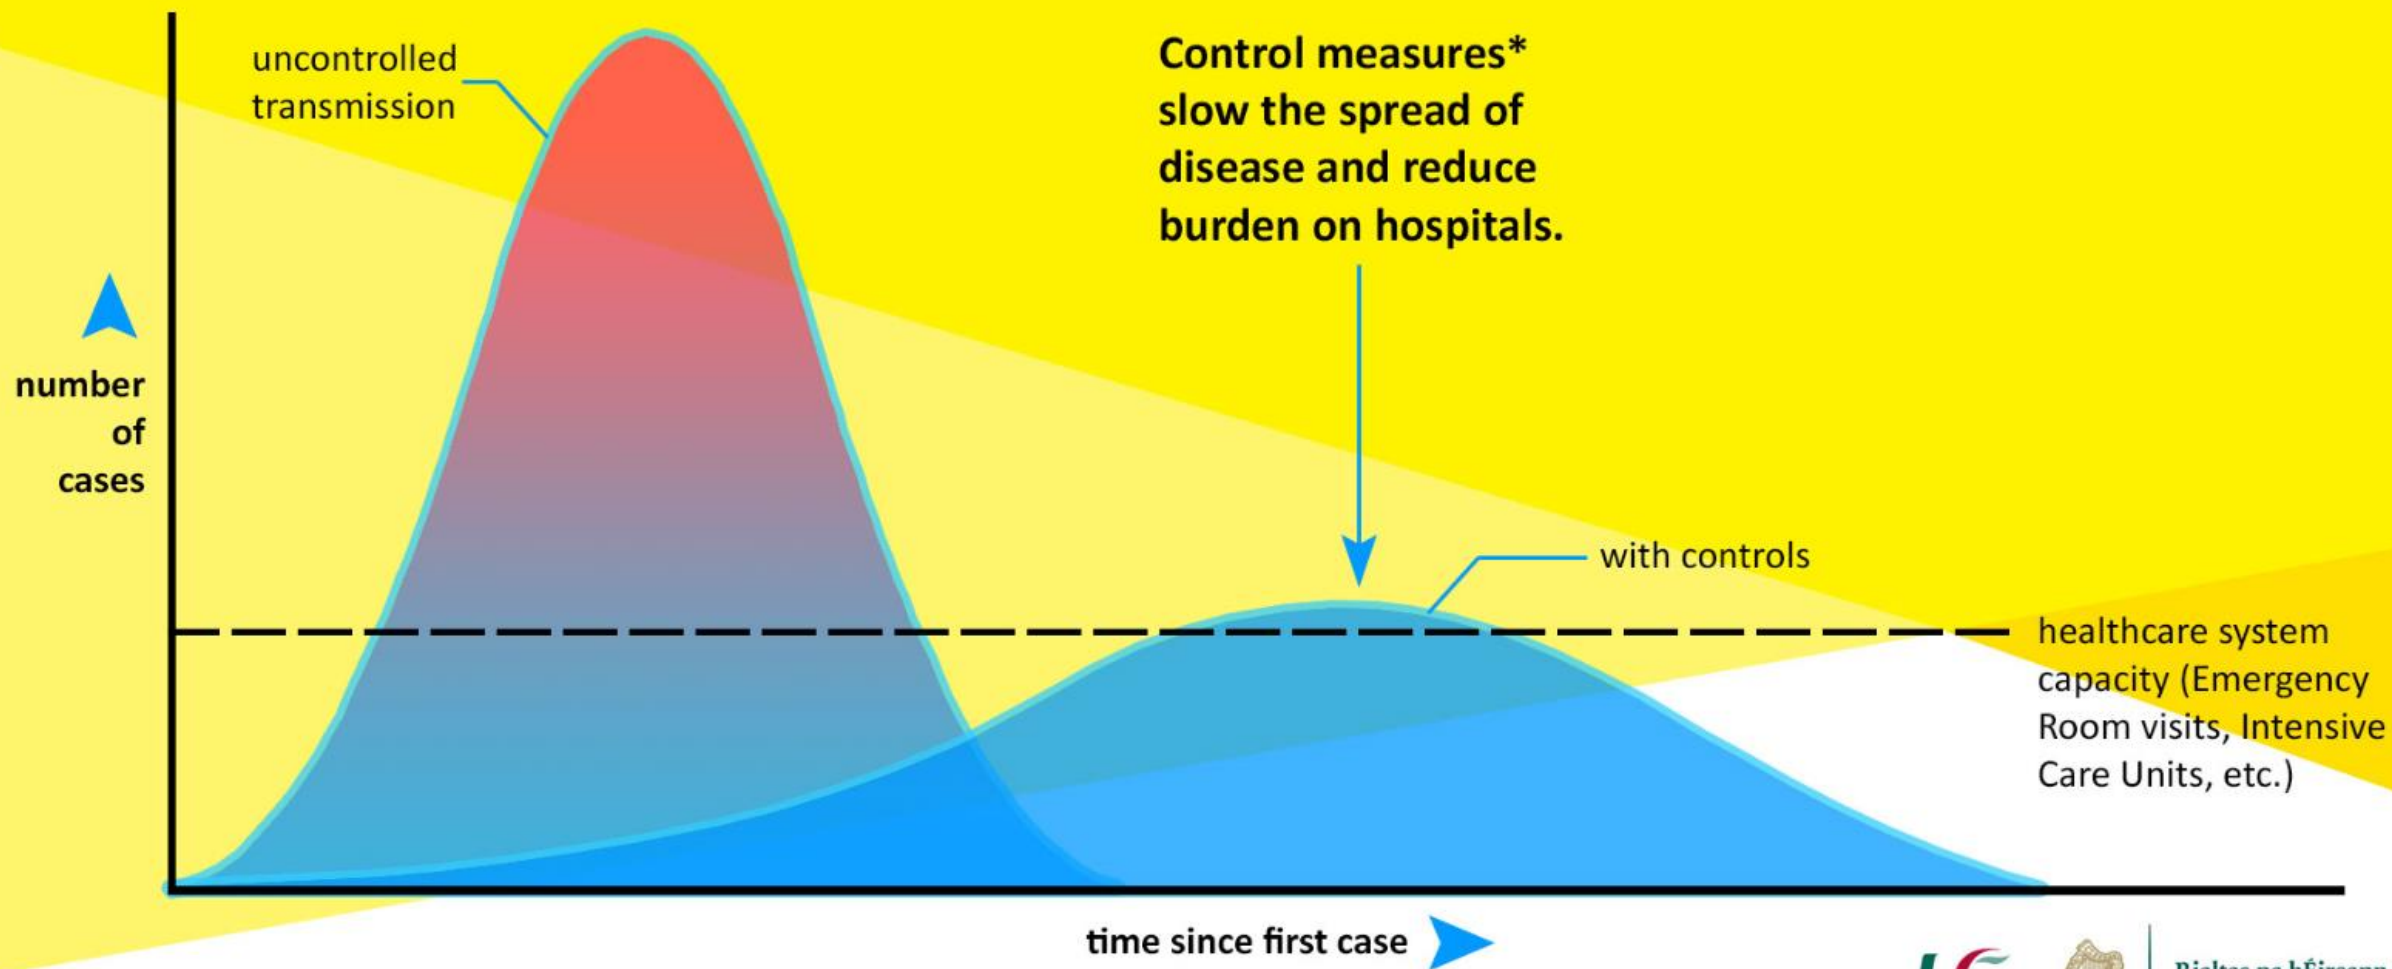 uncontrolled
transmission
Control measures*
slow the spread of
disease and reduce
burden on hospitals.
number
of
cases
with controls
healthcare system
capacity (Emergency
Room visits, Intensive
Care Units, etc.)
time since first case